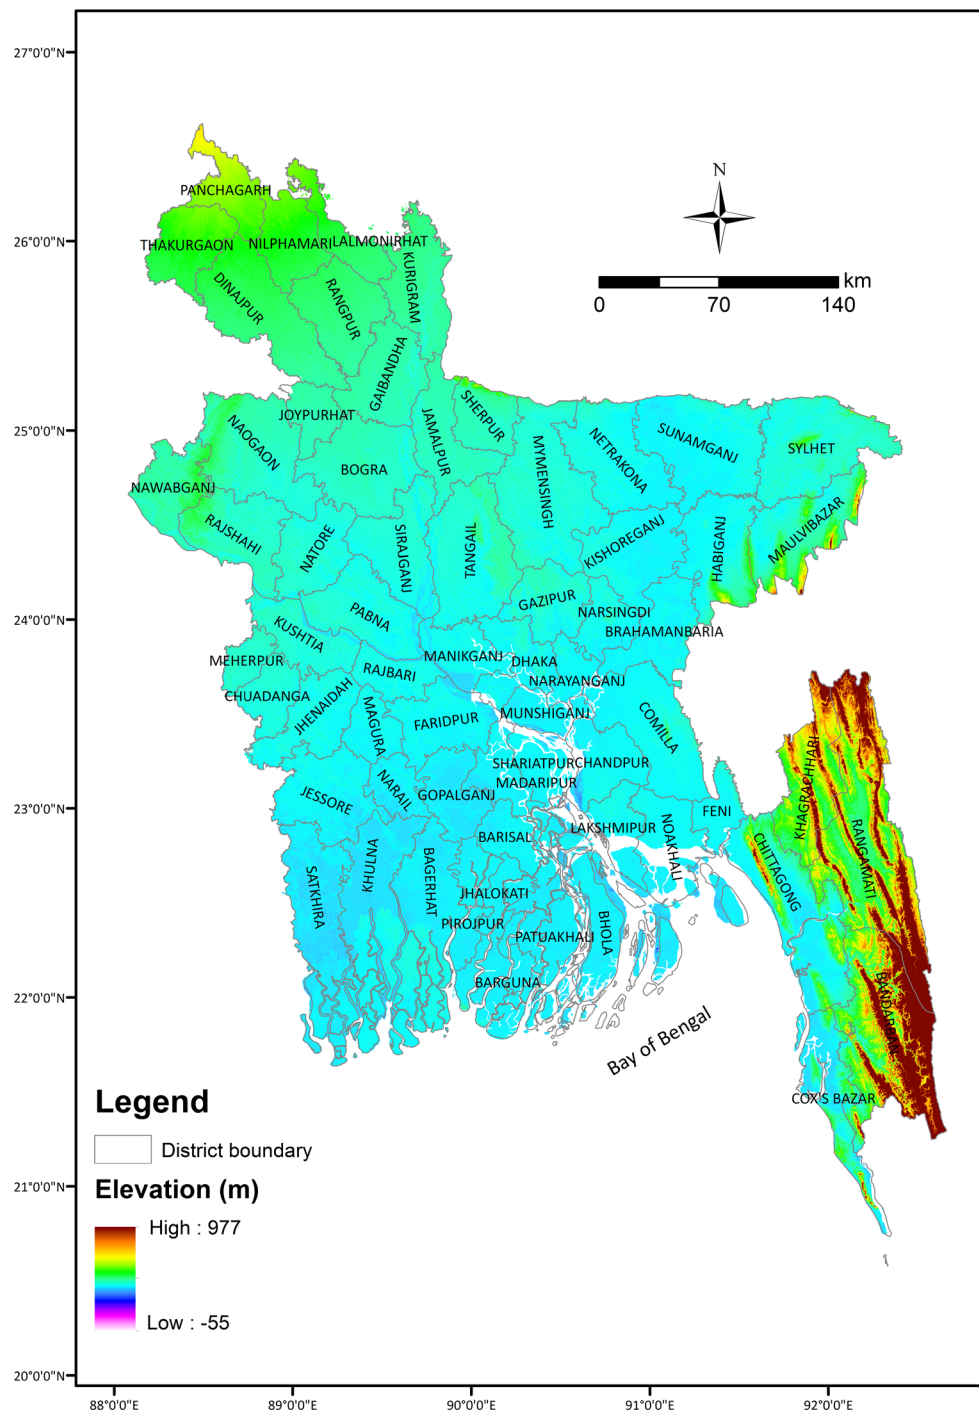 27°0'0"N
26°0'0"N
25°0'0"N
24°0'0"N
23°0'0"N
22°0'0"N
21°0'0"N
20°0'0"N
N
km
0 70 140
PANCHAGARH
THAKURGAON
NILPHAMARI
LALMONIRHAT
KURIGRAM
DINAJPUR
RANGPUR
GAIBANDHA
JOYPURHAT
NAOGAON
BOGRA
JAMALPUR
SHERPUR
MYMENSINGH
NETRAKONA
SUNAMGANJ
SYLHET
NAWABGANJ
RAJSHAHI
NATORE
SIRAJGANJ
TANGAIL
KISHOREGANJ
HABIGANJ
MAULVIBAZAR
GAZIPUR
NARSINGDI
PABNA
BRAHAMANBARIA
KUSHTIA
MEHERPUR
MANIKGANJ
DHAKA
RAJBARI
NARAYANGANJ
CHUADANGA
JHENAIDAH
MAGURA
FARIDPUR
MUNSHIGANJ
COMILLA
SHARIATPUR
CHANDPUR
MADARIPUR
NARAIL
GOPALGANJ
JESSORE
FENI
LAKSHMIPUR
NOAKHALI
BARISAL
KHAGRACHHARI
RANGAMATI
CHITTAGONG
SATKHIRA
KHULNA
BAGERHAT
JHALOKATI
PIROJPUR
PATUAKHALI
BHOLA
BARGUNA
BANDARBAN
Bay of Bengal
COX'S BAZAR
Legend
District boundary
Elevation (m)
High : 977
Low : -55
88°0'0"E
89°0'0"E
90°0'0"E
91°0'0"E
92°0'0"E